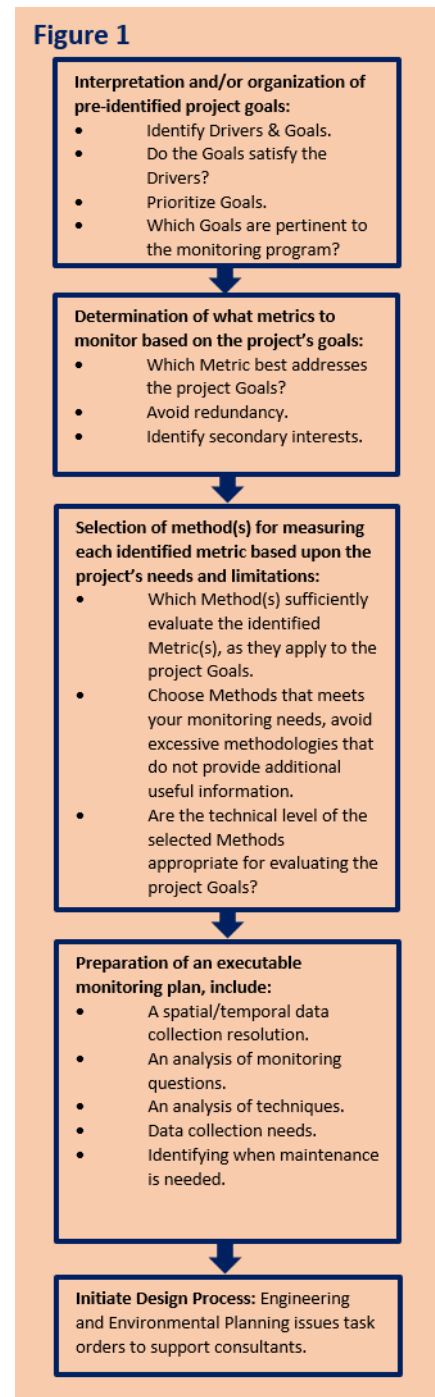 Figure 1
Interpretation and/or organization of
pre-identified project goals:
• Identify Drivers & Goals.
• Do the Goals satisfy the
Drivers?
• Prioritize Goals.
• Which Goals are pertinent to
the monitoring program?
Determination of what metrics to
monitor based on the project's goals:
• Which Metric best addresses
the project Goals?
• Avoid redundancy.
• Identify secondary interests.
Selection of method(s) for measuring
each identified metric based upon the
project's needs and limitations:
• Which Method(s) sufficiently
evaluate the identified
Metric(s), as they apply to the
project Goals.
• Choose Methods that meets
your monitoring needs, avoid
excessive methodologies that
do not provide additional
useful information.
• Are the technical level of the
selected Methods
appropriate for evaluating the
project Goals?
Preparation of an executable
monitoring plan, include:
• A spatial/temporal data
collection resolution.
• An analysis of monitoring
questions.
• An analysis of techniques.
• Data collection needs.
• Identifying when maintenance
is needed.
Initiate Design Process: Engineering
and Environmental Planning issues task
orders to support consultants.